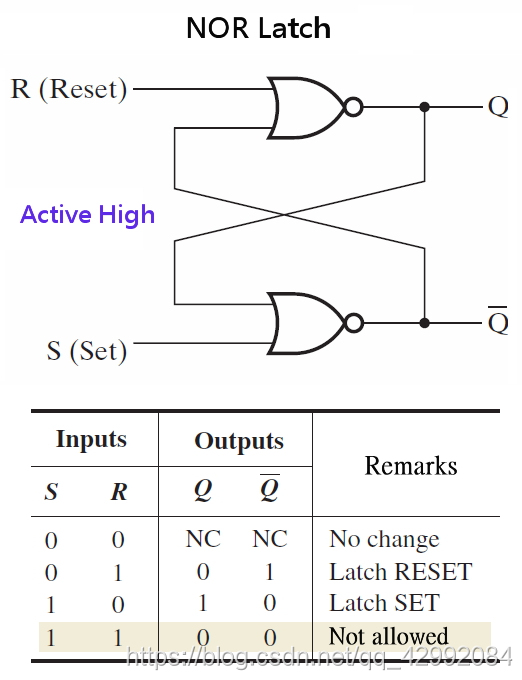 NOR Latch
R (Reset)
Q
Active High
S (Set)
Q̅
Inputs Outputs Remarks
S R Q Q̅
0 0 NC NC No change
0 1 0 1 Latch RESET
1 0 1 0 Latch SET
1 1 0 0 Not allowed
https://blog.csdn.net/qq_42992084